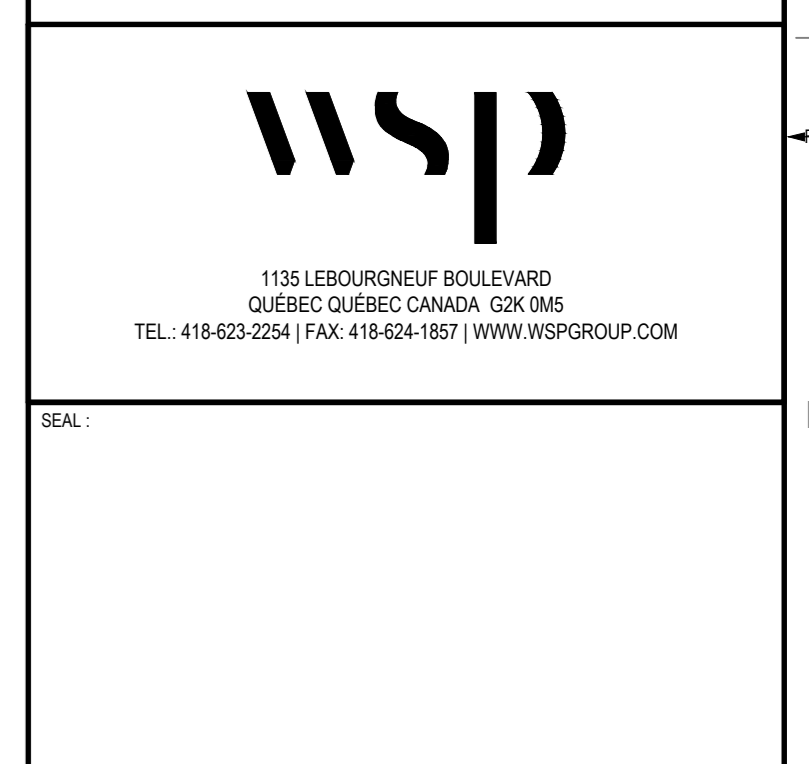 wsp
1135 LEBOURGNEUF BOULEVARD
QUÉBEC QUÉBEC CANADA G2K 0M5
TEL.: 418-623-2254 | FAX: 418-624-1857 | WWW.WSPGROUP.COM
SEAL :